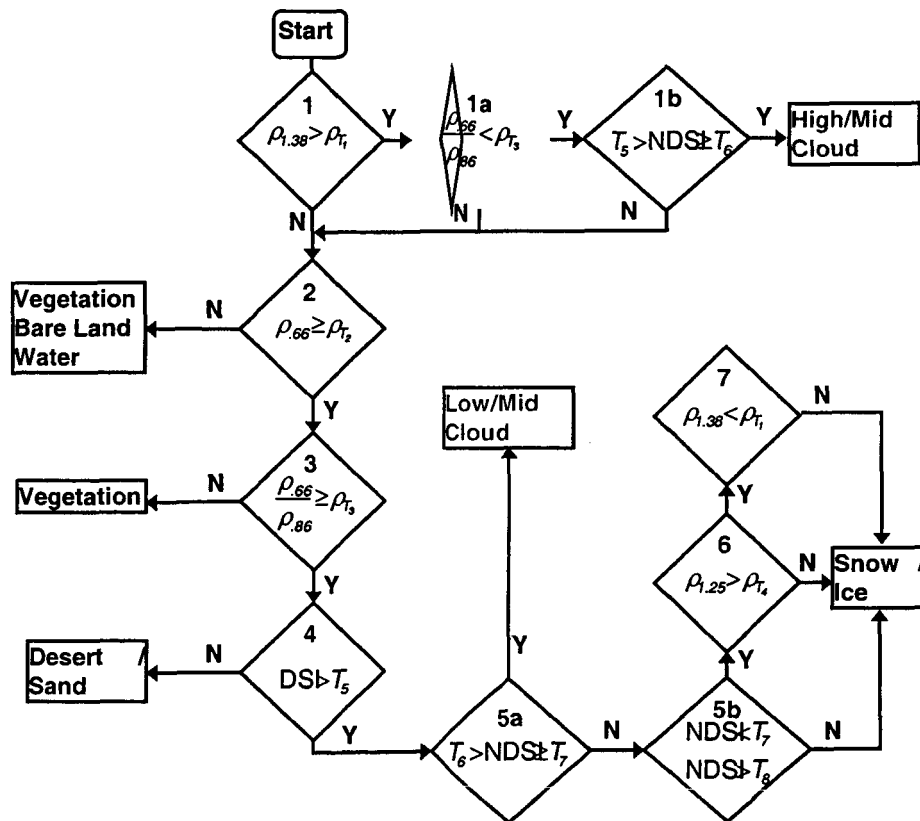 Start
1
ρ1.38>ρT1
Y
1a
ρ.66
ρ.86
<ρT3
Y
1b
T5>NDSI≥T6
Y
High/Mid
Cloud
N
N
N
2
ρ.66≥ρT2
N
Vegetation
Bare Land
Water
Y
3
ρ.66
ρ.86
≥ρT3
N
Vegetation
Y
4
DSI>T5
N
Desert /
Sand
Y
5a
T6>NDSI≥T7
Y
Low/Mid
Cloud
N
5b
NDSI<T7
NDSI>T8
N
Y
6
ρ1.25>ρT4
N
Snow /
Ice
Y
7
ρ1.38<ρT1
N